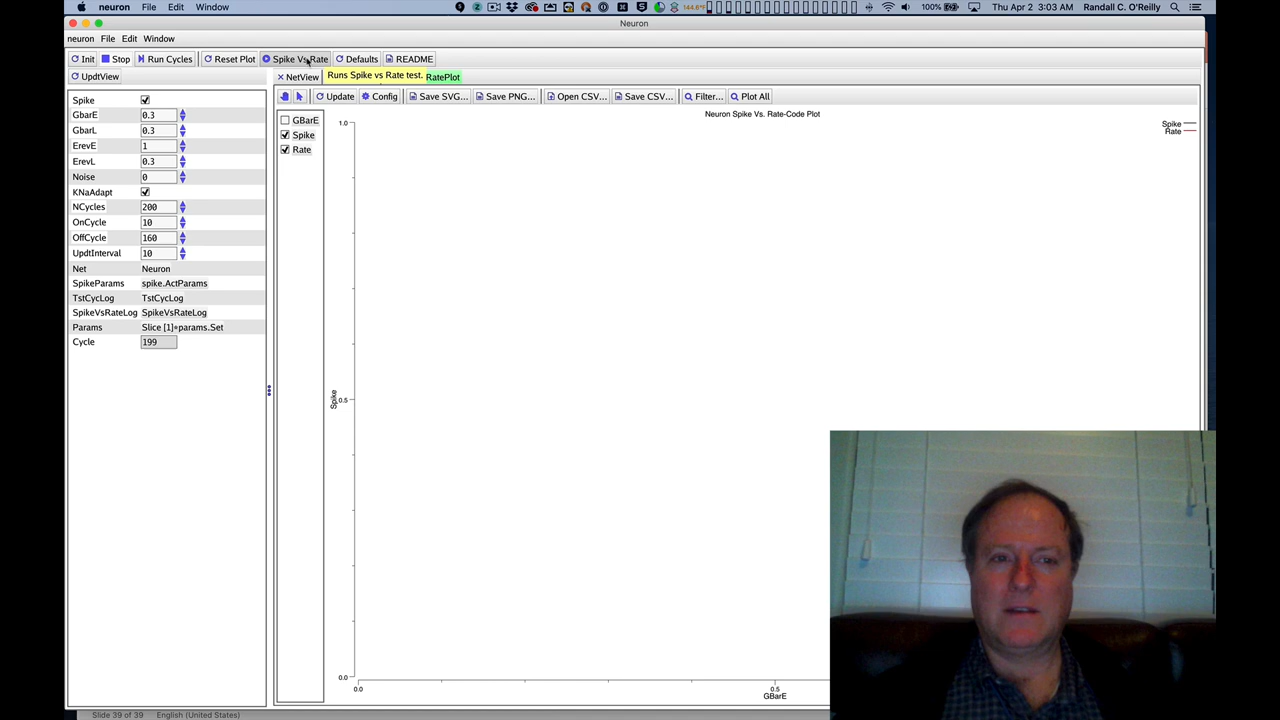 neuron File Edit Window 144.6°F 100% Thu Apr 2 3:03 AM Randall C. O'Reilly
Neuron
neuron File Edit Window
Init Stop Run Cycles Reset Plot Spike Vs Rate Defaults README
UpdtView
NetView Runs Spike vs Rate test. RatePlot
Update Config Save SVG... Save PNG... Open CSV... Save CSV... Filter... Plot All
Spike
GbarE 0.3
GbarL 0.3
ErevE 1
ErevL 0.3
Noise 0
KNaAdapt
NCycles 200
OnCycle 10
OffCycle 160
UpdtInterval 10
Net Neuron
SpikeParams spike.ActParams
TstCycLog TstCycLog
SpikeVsRateLog SpikeVsRateLog
Params Slice [1]*params.Set
Cycle 199
GBarE
Spike
Rate
Neuron Spike Vs. Rate-Code Plot
Spike
Rate
1.0
0.5
0.0
Spike
0.0
0.5
GBarE
Slide 39 of 39 English (United States)